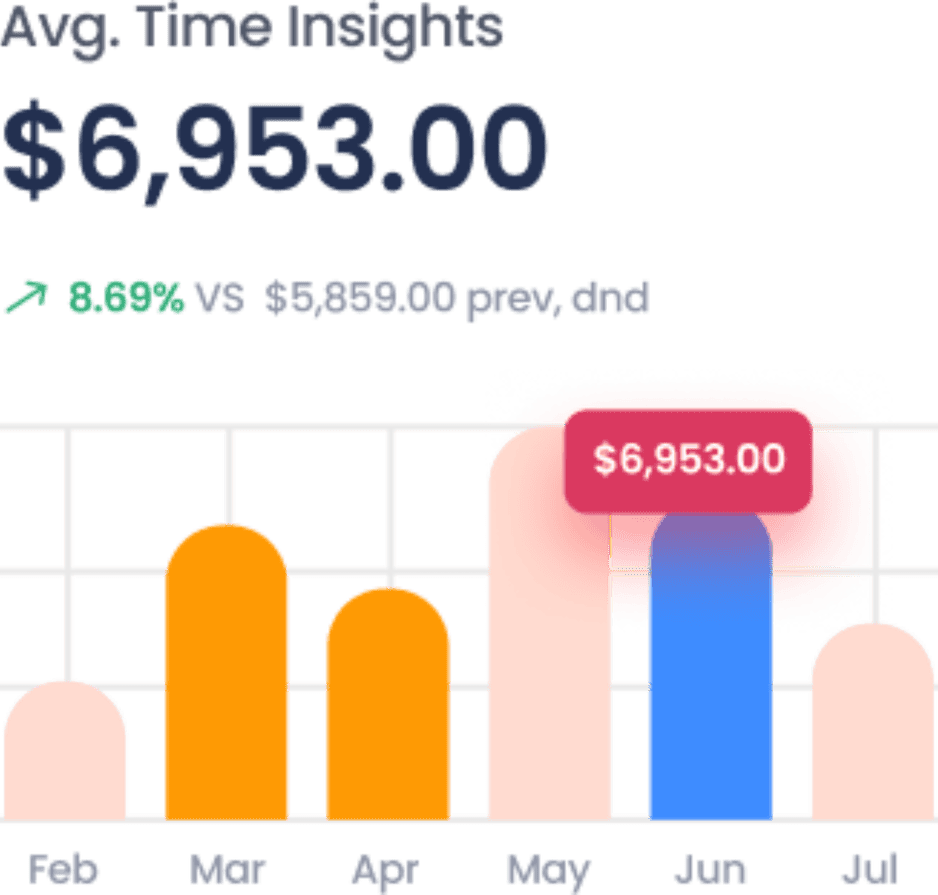 Avg. Time Insights
$6,953.00
8.69% VS $5,859.00 prev, dnd
$6,953.00
Feb Mar Apr May Jun Jul